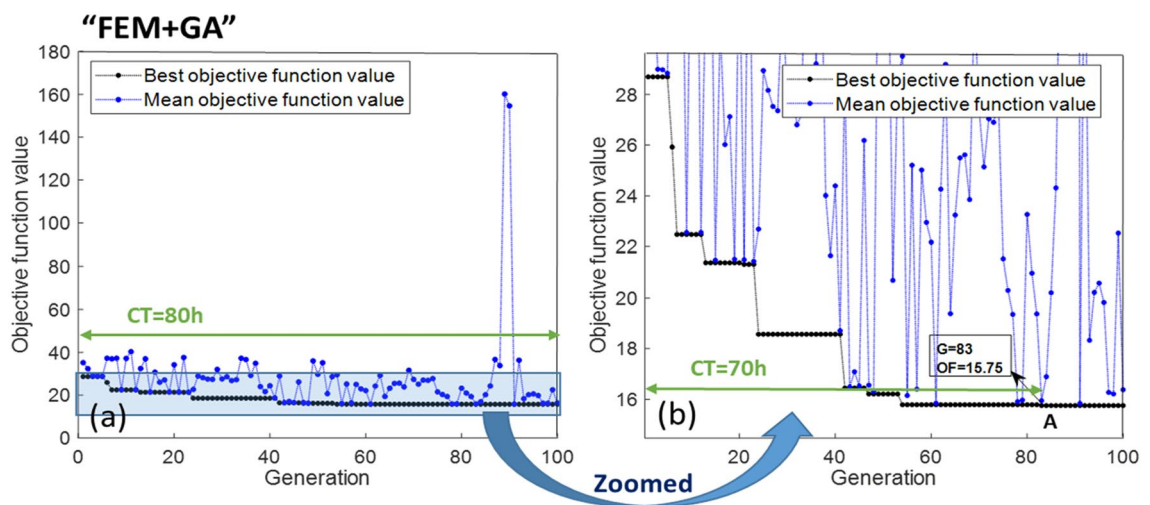 “FEM+GA”
180
160
140
120
100
80
60
40
20
0
Objective function value
Best objective function value
Mean objective function value
CT=80h
(a)
0
20
40
60
80
100
Generation
28
26
24
22
20
18
16
Objective function value
Best objective function value
Mean objective function value
G=83
OF=15.75
CT=70h
(b)
A
20
40
60
80
100
Generation
Zoomed